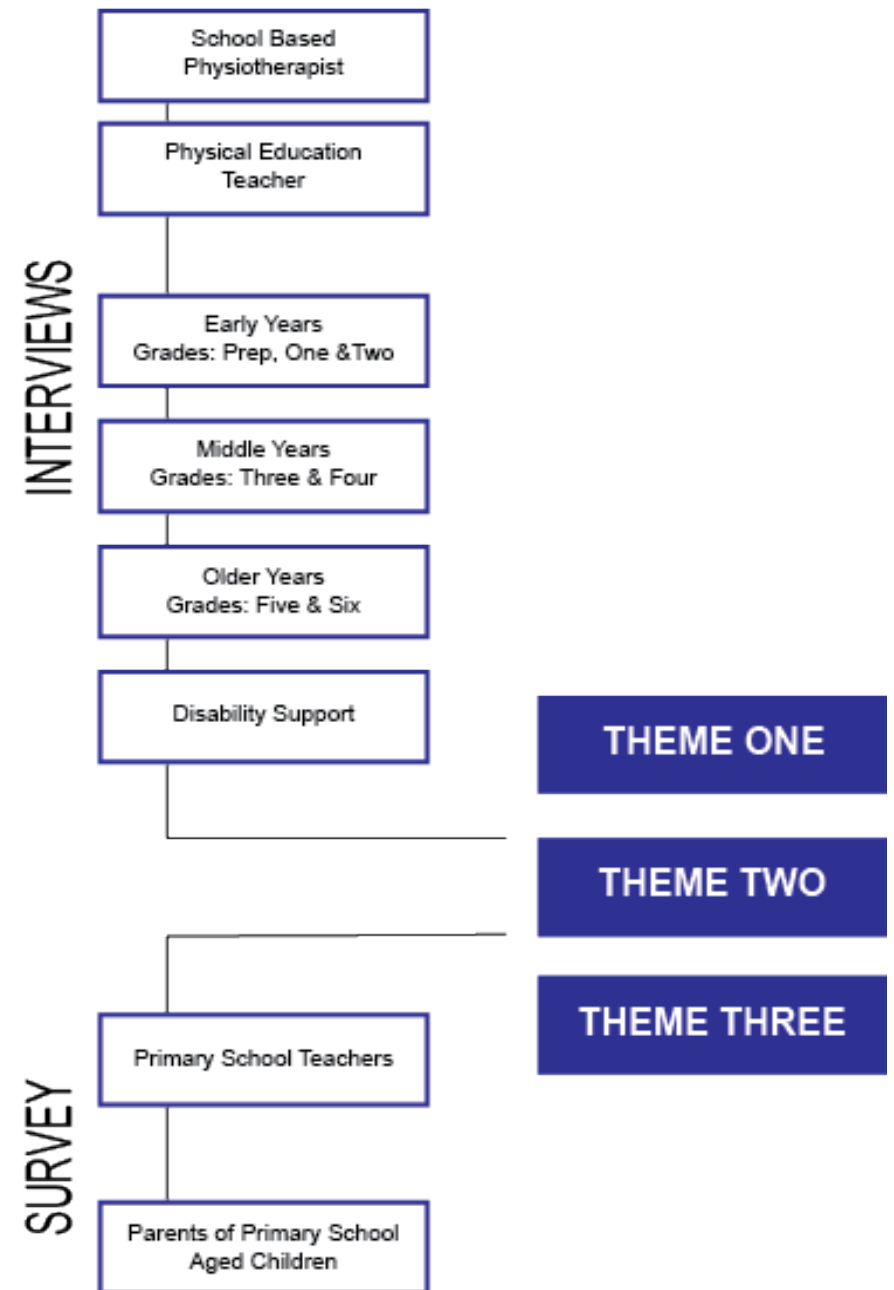 INTERVIEWS
School Based
Physiotherapist
Physical Education
Teacher
Early Years
Grades: Prep, One &Two
Middle Years
Grades: Three & Four
Older Years
Grades: Five & Six
Disability Support
SURVEY
Primary School Teachers
Parents of Primary School
Aged Children
THEME ONE
THEME TWO
THEME THREE